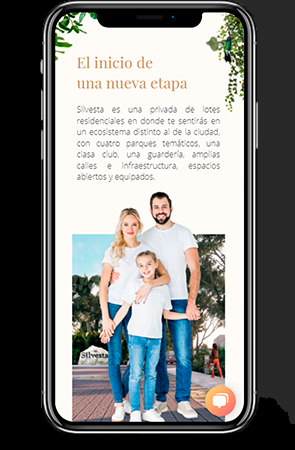 El inicio de
una nueva etapa
Silvesta es una privada de lotes
residenciales en donde te sentirás en
un ecosistema distinto al de la ciudad,
con cuatro parques temáticos, una
clasa club, una guardería, amplias
calles e infraestructura, espacios
abiertos y equipados.
Silvesta